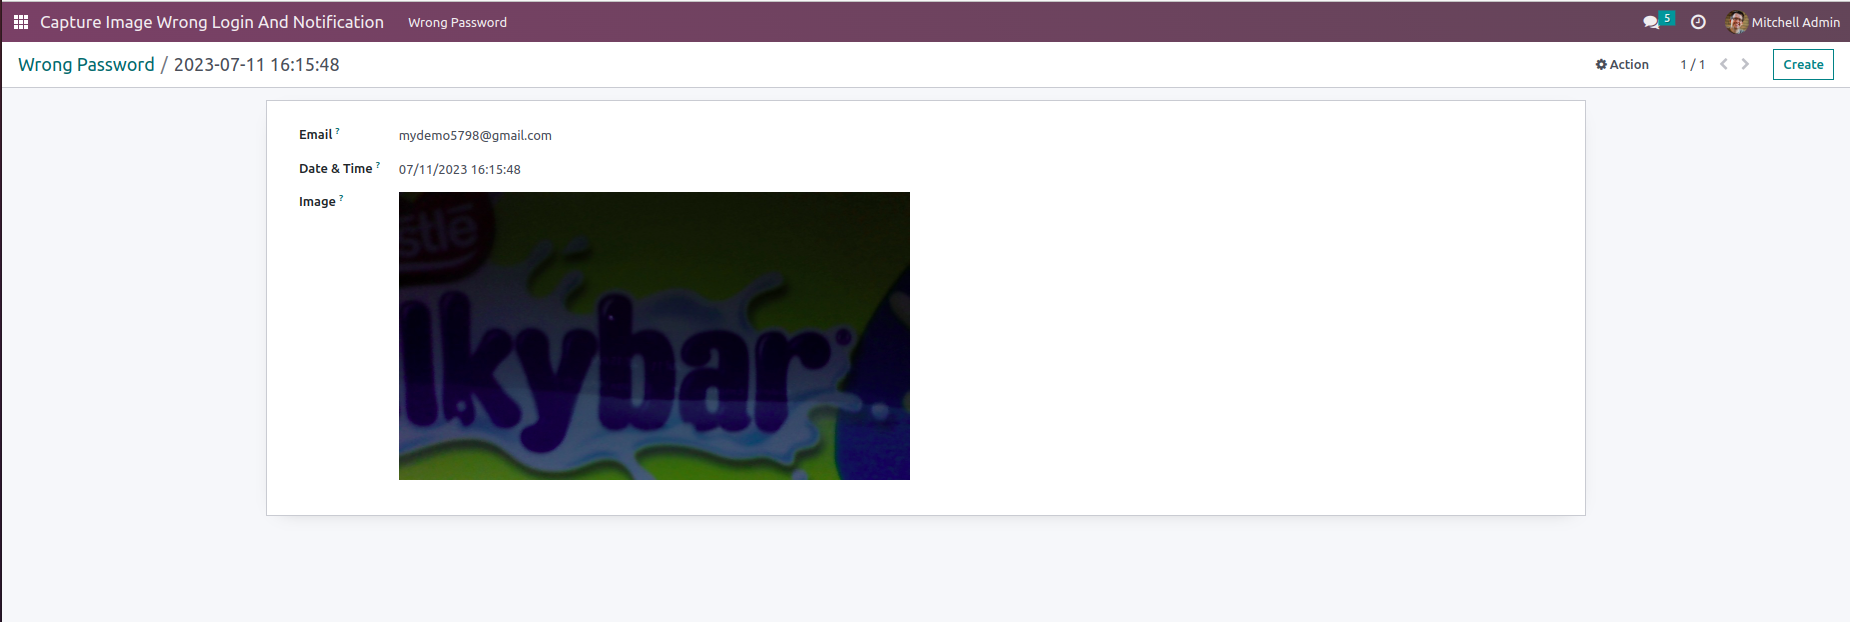 Capture Image Wrong Login And Notification Wrong Password 5 Mitchell Admin
Wrong Password / 2023-07-11 16:15:48 Action 1 / 1 Create
Email ? mydemo5798@gmail.com
Date & Time ? 07/11/2023 16:15:48
Image ?
stlé
lkybar